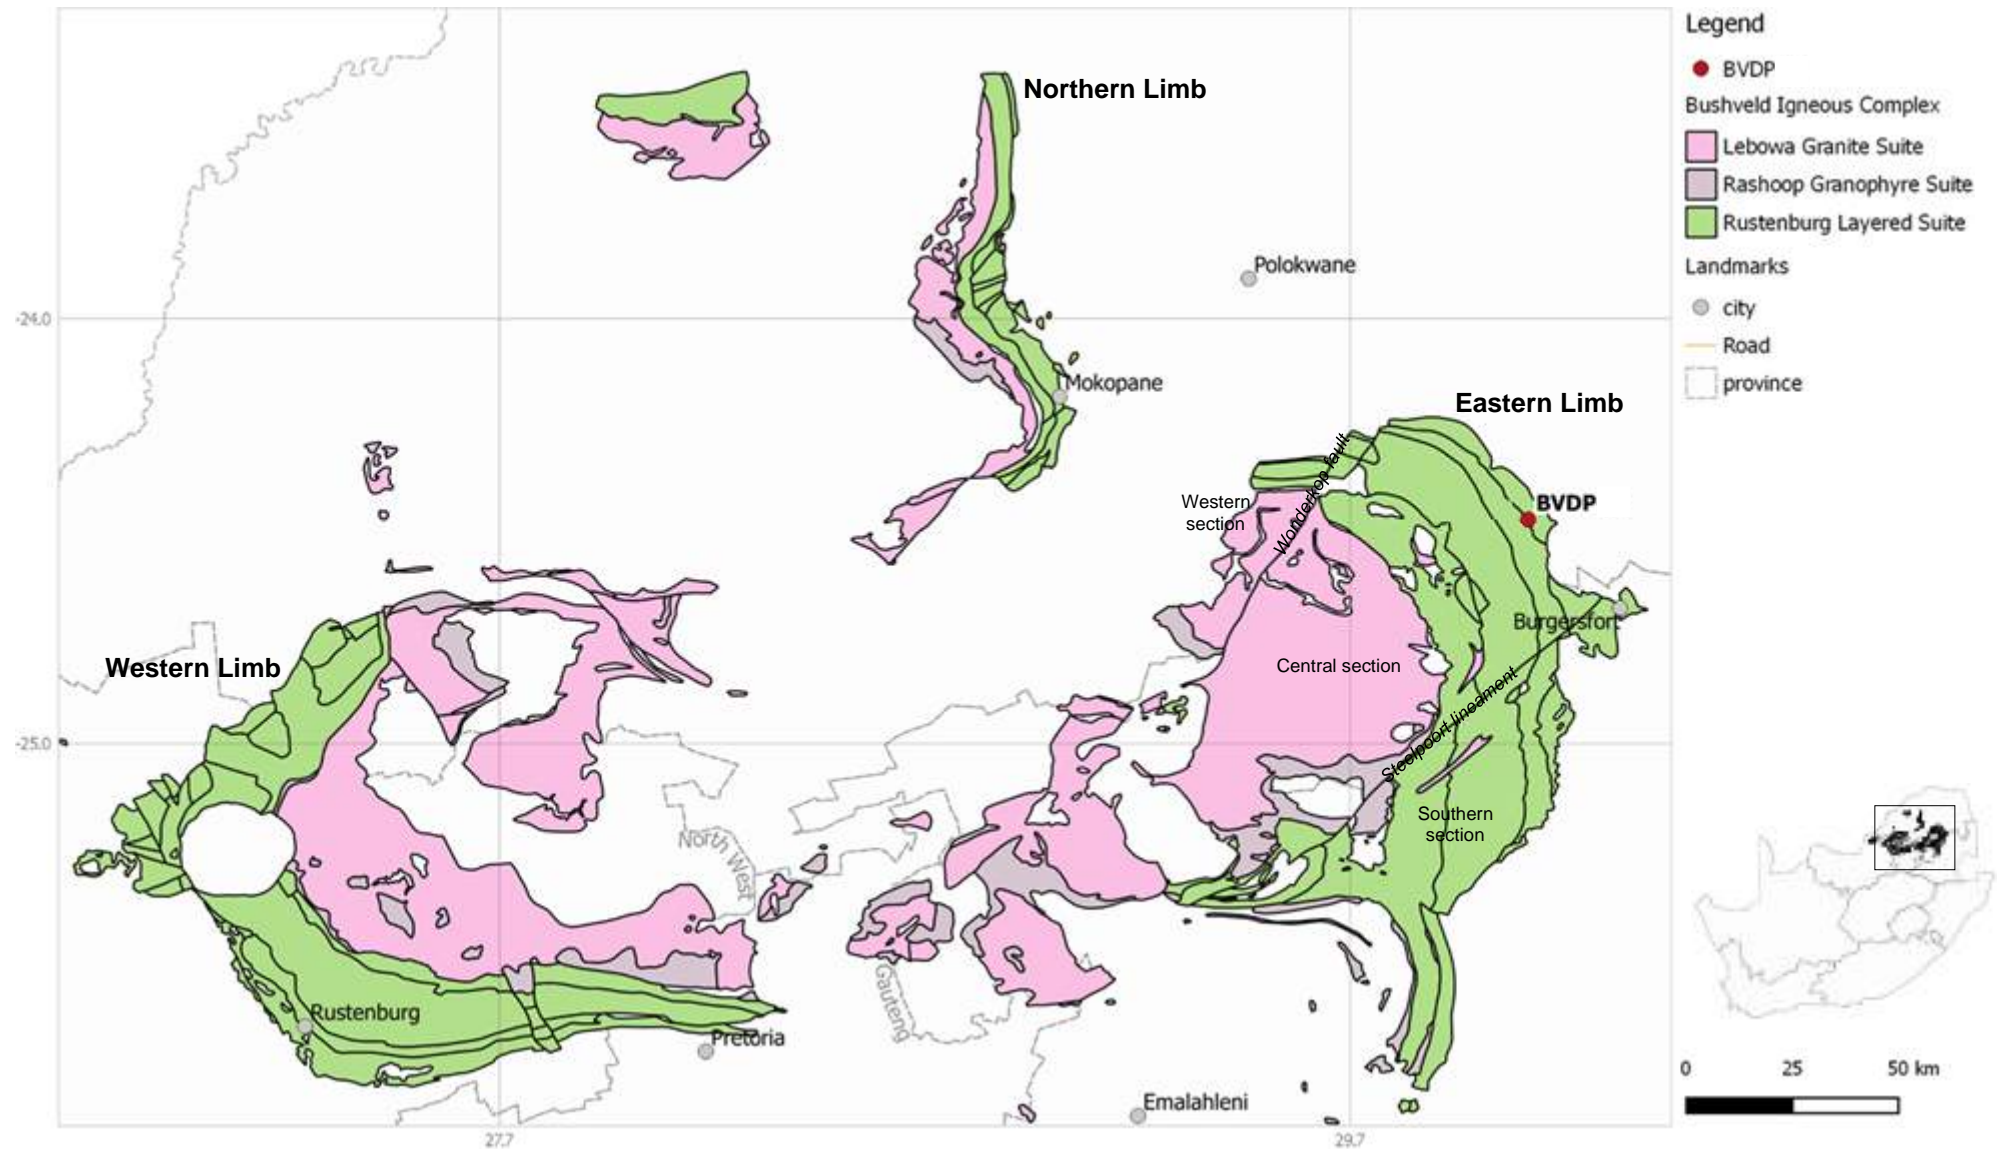 Northern Limb
Polokwane
-24.0
Mokopane
Eastern Limb
Wonderkop fault
Western
section
BVDP
Burgersfort
Western Limb
Central section
Steelpoort lineament
-25.0
Southern
section
North West
Gauteng
Rustenburg
Pretoria
Emalahleni
27.7
29.7
Legend
BVDP
Bushveld Igneous Complex
Lebowa Granite Suite
Rashoop Granophyre Suite
Rustenburg Layered Suite
Landmarks
city
Road
province
0 25 50 km